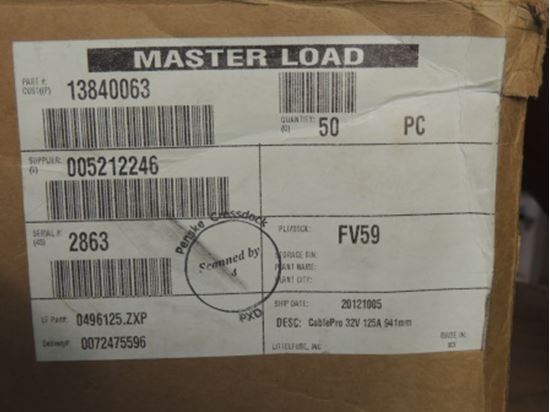 MASTER LOAD
PART #:
CUST(P)
13840063
QUANTITY:
(Q)
50
PC
SUPPLIER:
005212246
SERIAL #:
(4S)
2863
PLT/DOCK:
FV59
STORAGE BIN:
PLANT NAME:
PLANT CITY:
Penske Crossdock
Scanned by
4
PXD
LF Part#:
0496125.ZXP
Delivery#:
0072475596
SHIP DATE:
20121005
DESC: CablePro 32V 125A 941mm
LITTELFUSE, INC
MADE IN: